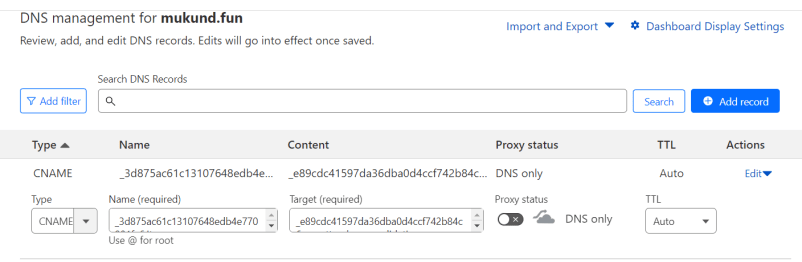 DNS management for mukund.fun
Review, add, and edit DNS records. Edits will go into effect once saved.
Import and Export
Dashboard Display Settings
Search DNS Records
Add filter
Search
Add record
Type Name Content Proxy status TTL Actions
CNAME _3d875ac61c13107648edb4e... _e89cdc41597da36dba0d4ccf742b84c... DNS only Auto Edit
Type Name (required) Target (required) Proxy status TTL
CNAME _3d875ac61c13107648edb4e770 _e89cdc41597da36dba0d4ccf742b84c DNS only Auto
Use @ for root